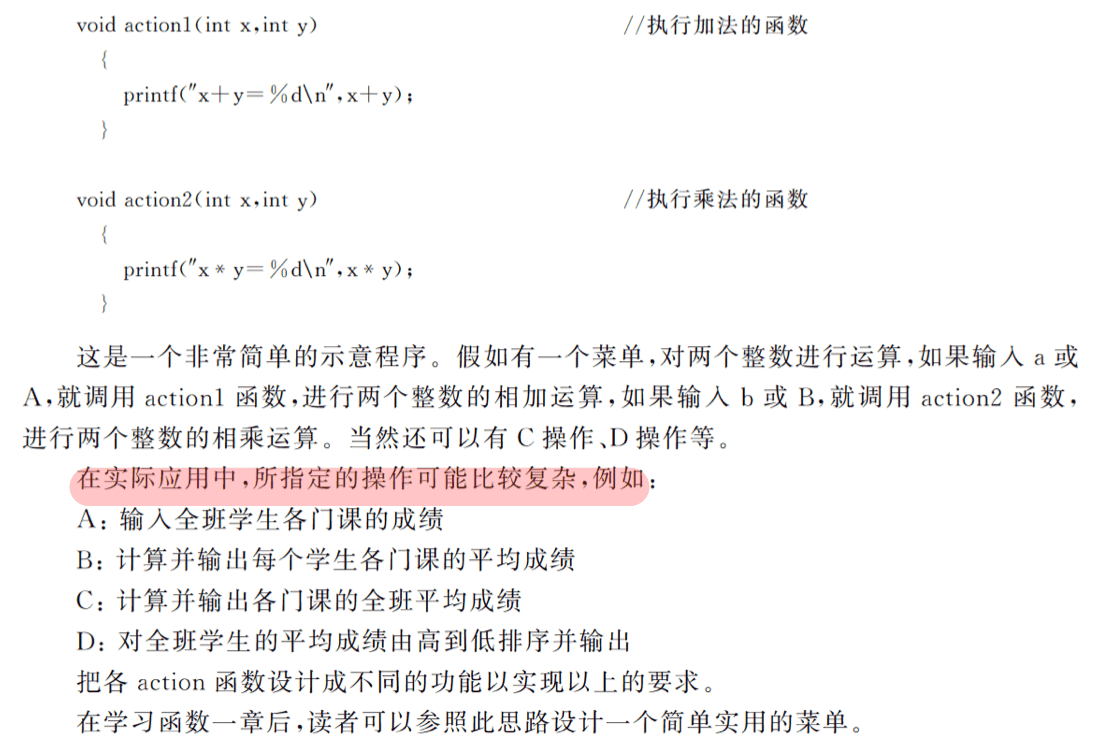 void action1(int x,int y) //执行加法的函数
{
printf("x+y=%d\n",x+y);
}
void action2(int x,int y) //执行乘法的函数
{
printf("x*y=%d\n",x*y);
}
这是一个非常简单的示意程序。假如有一个菜单,对两个整数进行运算,如果输入 a 或
A,就调用 action1 函数,进行两个整数的相加运算,如果输入 b 或 B,就调用 action2 函数,
进行两个整数的相乘运算。当然还可以有 C 操作、D 操作等。
在实际应用中,所指定的操作可能比较复杂,例如:
A: 输入全班学生各门课的成绩
B: 计算并输出每个学生各门课的平均成绩
C: 计算并输出各门课的全班平均成绩
D: 对全班学生的平均成绩由高到低排序并输出
把各 action 函数设计成不同的功能以实现以上的要求。
在学习函数一章后,读者可以参照此思路设计一个简单实用的菜单。